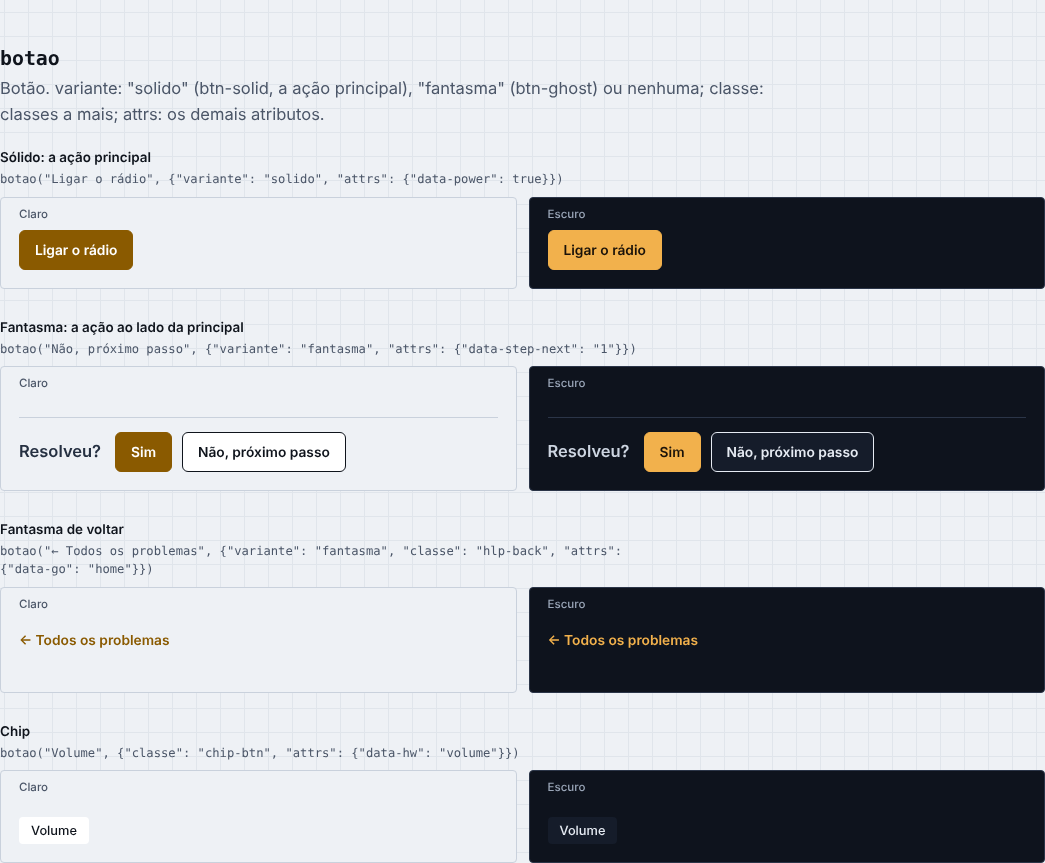 botao
Botão. variante: "solido" (btn-solid, a ação principal), "fantasma" (btn-ghost) ou nenhuma; classe:
classes a mais; attrs: os demais atributos.
Sólido: a ação principal
botao("Ligar o rádio", {"variante": "solido", "attrs": {"data-power": true}})
Claro
Ligar o rádio
Escuro
Ligar o rádio
Fantasma: a ação ao lado da principal
botao("Não, próximo passo", {"variante": "fantasma", "attrs": {"data-step-next": "1"}})
Claro
Resolveu? Sim Não, próximo passo
Escuro
Resolveu? Sim Não, próximo passo
Fantasma de voltar
botao("← Todos os problemas", {"variante": "fantasma", "classe": "hlp-back", "attrs":
{"data-go": "home"}})
Claro
← Todos os problemas
Escuro
← Todos os problemas
Chip
botao("Volume", {"classe": "chip-btn", "attrs": {"data-hw": "volume"}})
Claro
Volume
Escuro
Volume